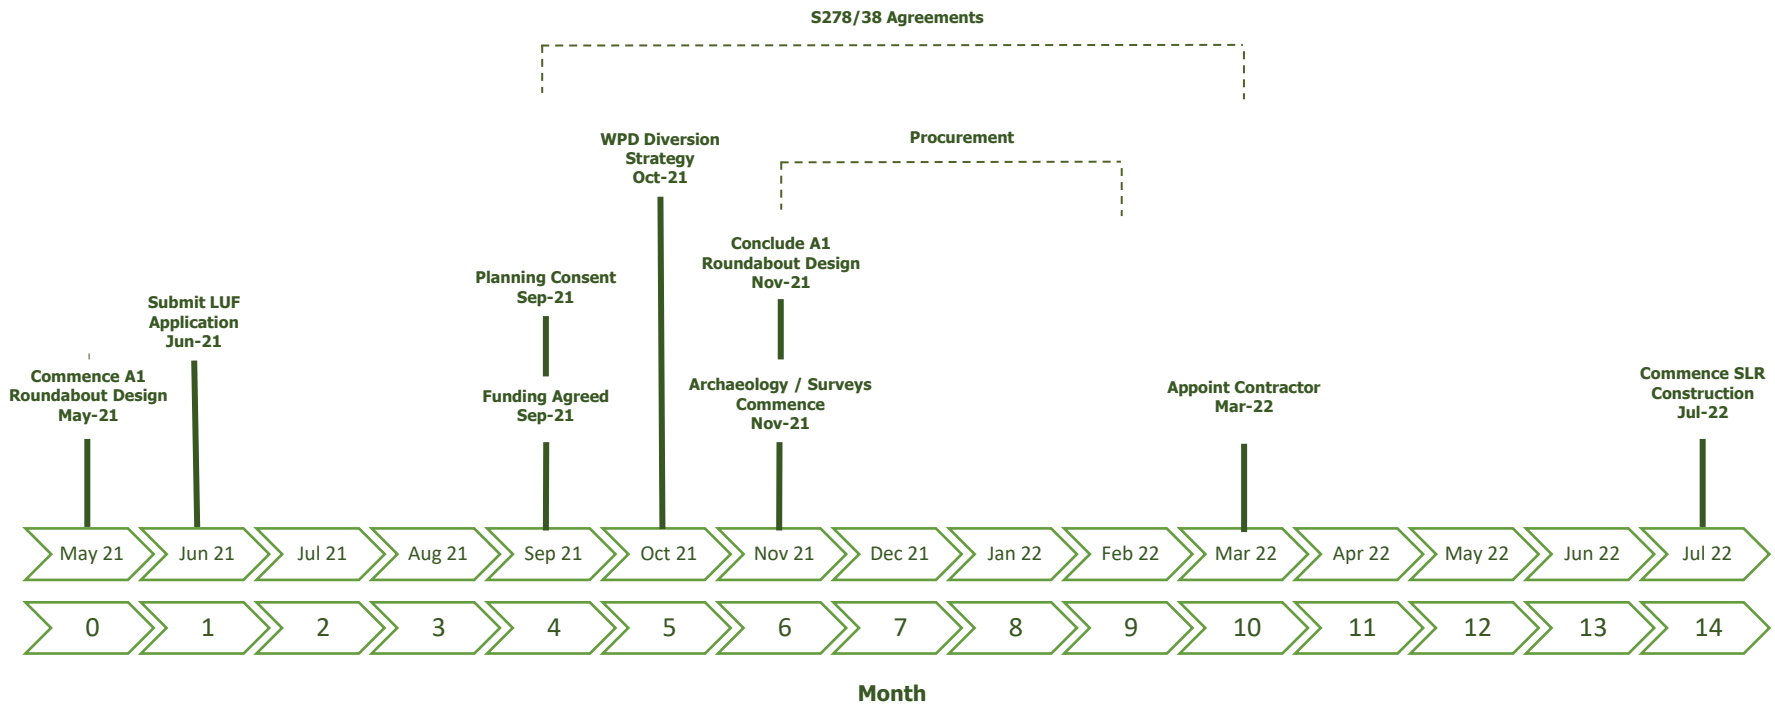 S278/38 Agreements
WPD Diversion
Strategy
Oct-21
Procurement
Conclude A1
Roundabout Design
Nov-21
Planning Consent
Sep-21
Submit LUF
Application
Jun-21
Commence A1
Roundabout Design
May-21
Funding Agreed
Sep-21
Archaeology / Surveys
Commence
Nov-21
Appoint Contractor
Mar-22
Commence SLR
Construction
Jul-22
May 21 Jun 21 Jul 21 Aug 21 Sep 21 Oct 21 Nov 21 Dec 21 Jan 22 Feb 22 Mar 22 Apr 22 May 22 Jun 22 Jul 22
0 1 2 3 4 5 6 7 8 9 10 11 12 13 14
Month